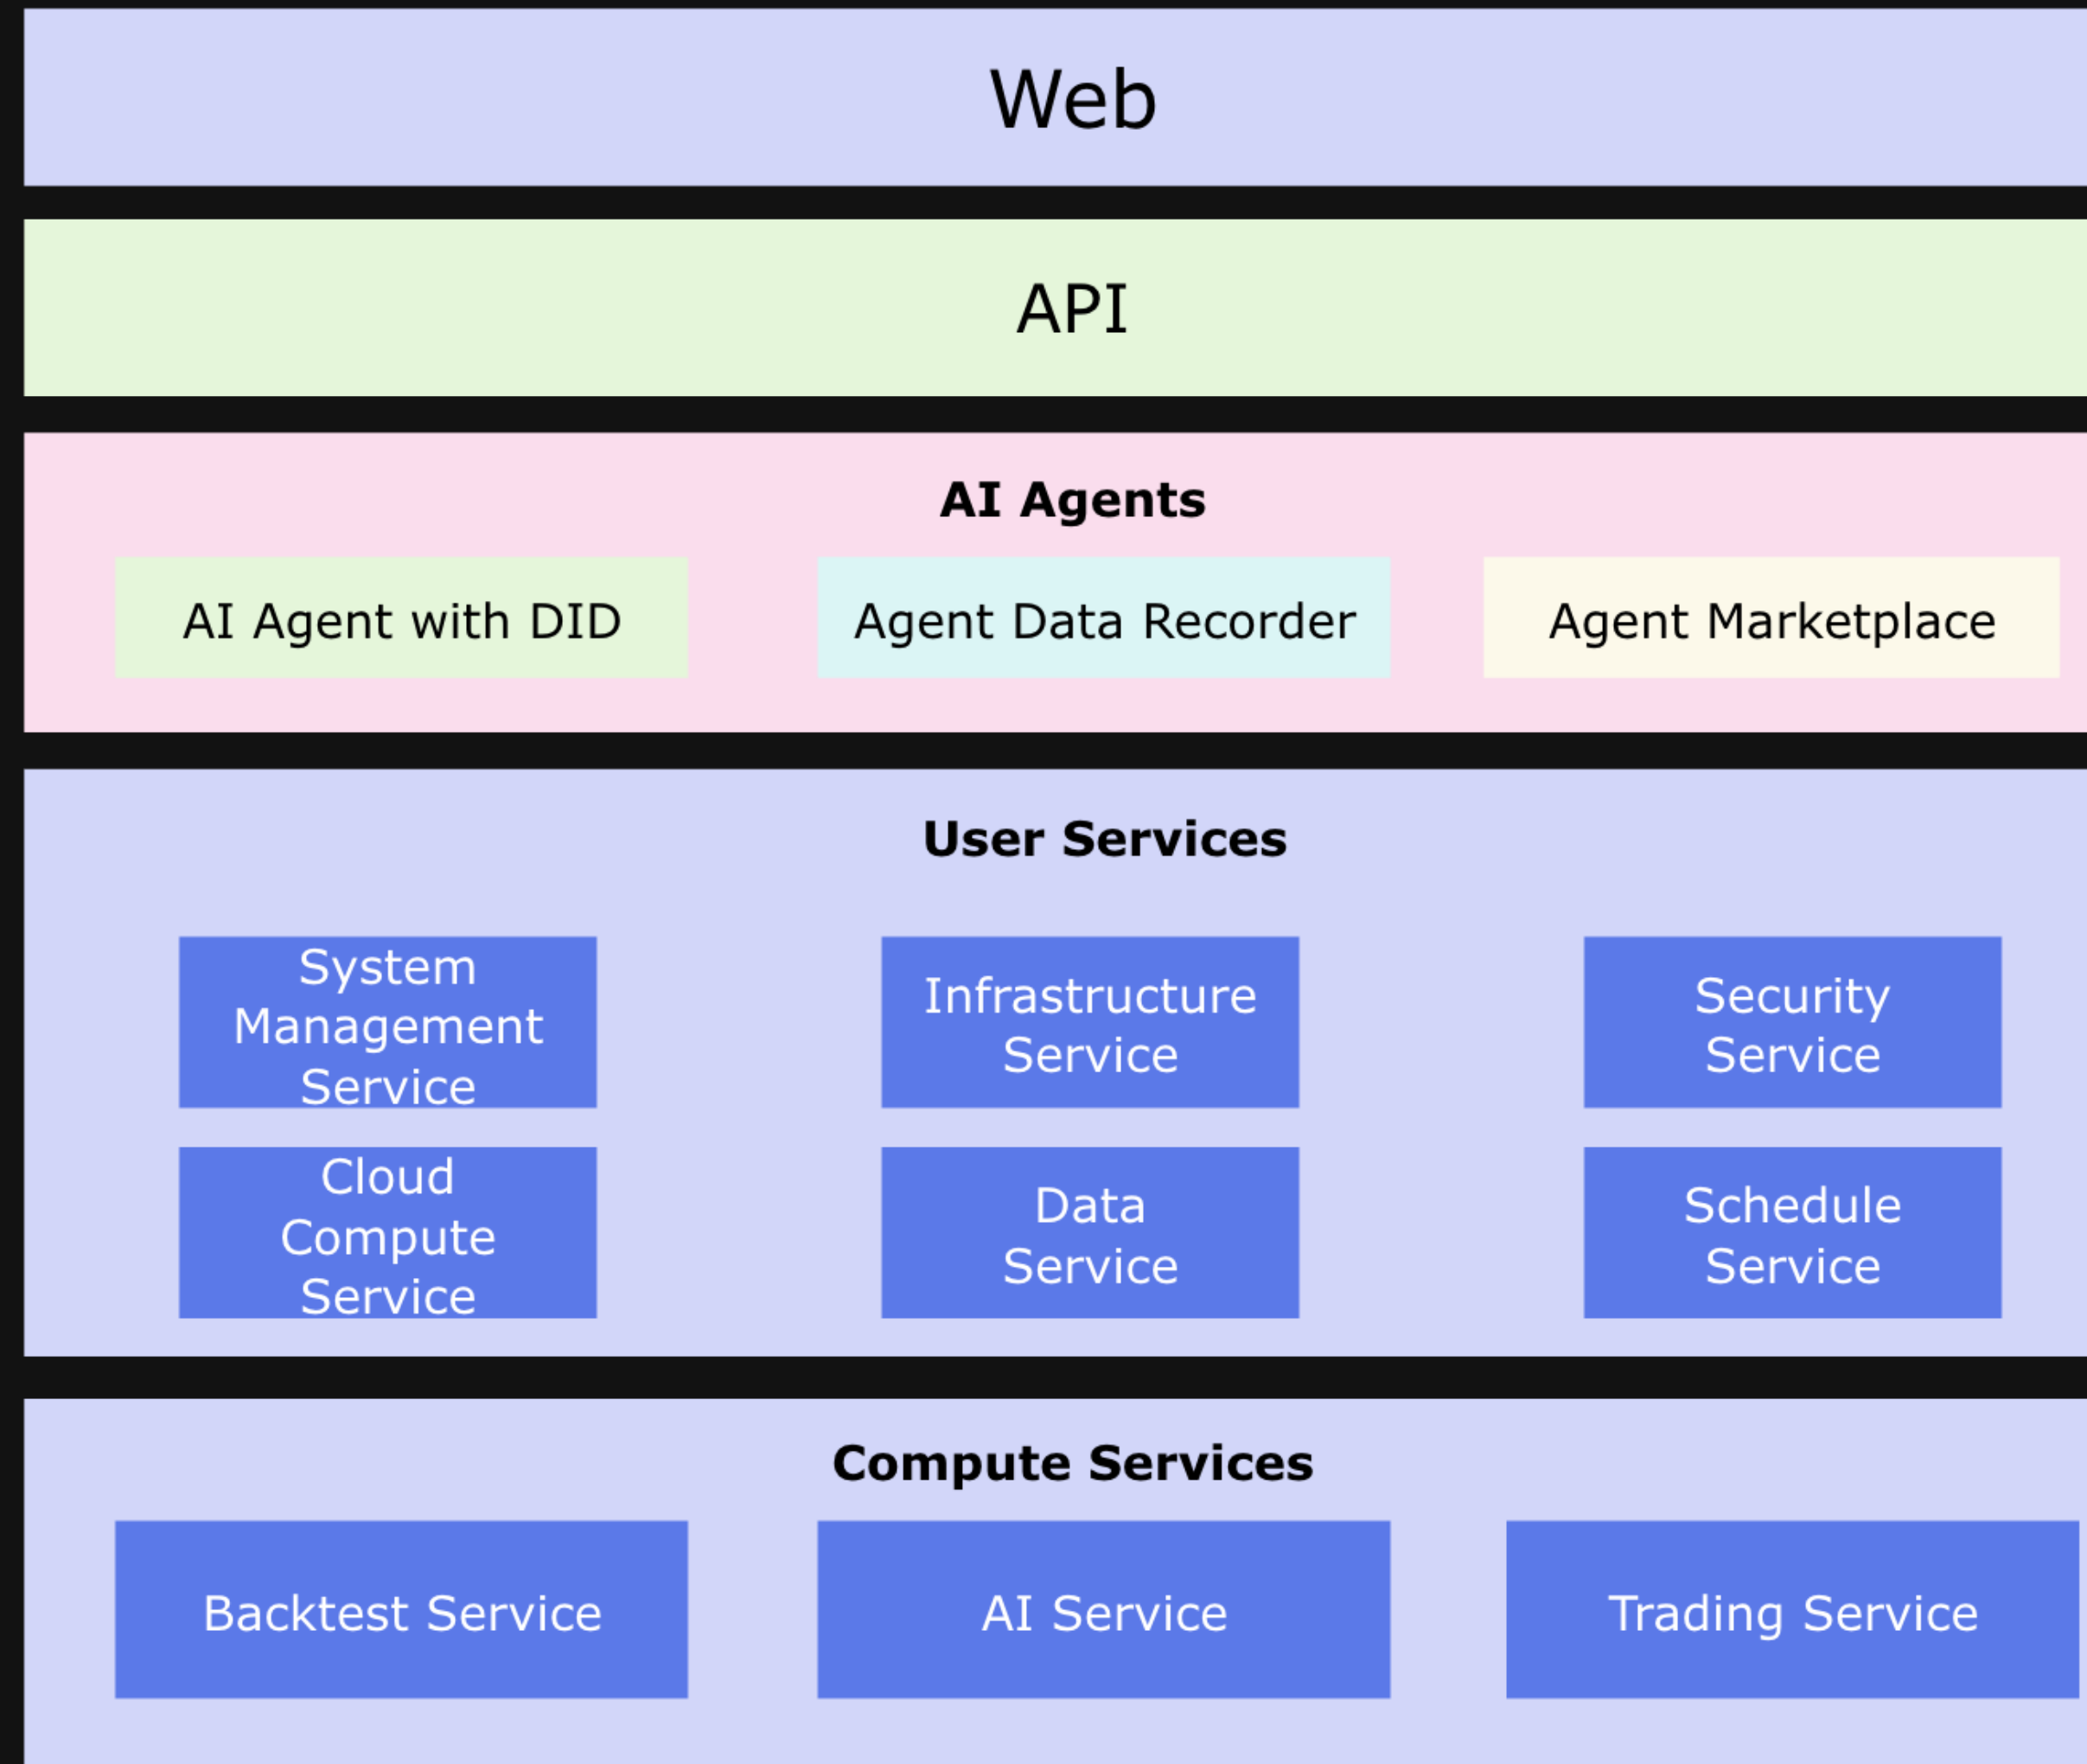 Web
API
AI Agents
AI Agent with DID
Agent Data Recorder
Agent Marketplace
User Services
System
Management
Service
Infrastructure
Service
Security
Service
Cloud
Compute
Service
Data
Service
Schedule
Service
Compute Services
Backtest Service
AI Service
Trading Service